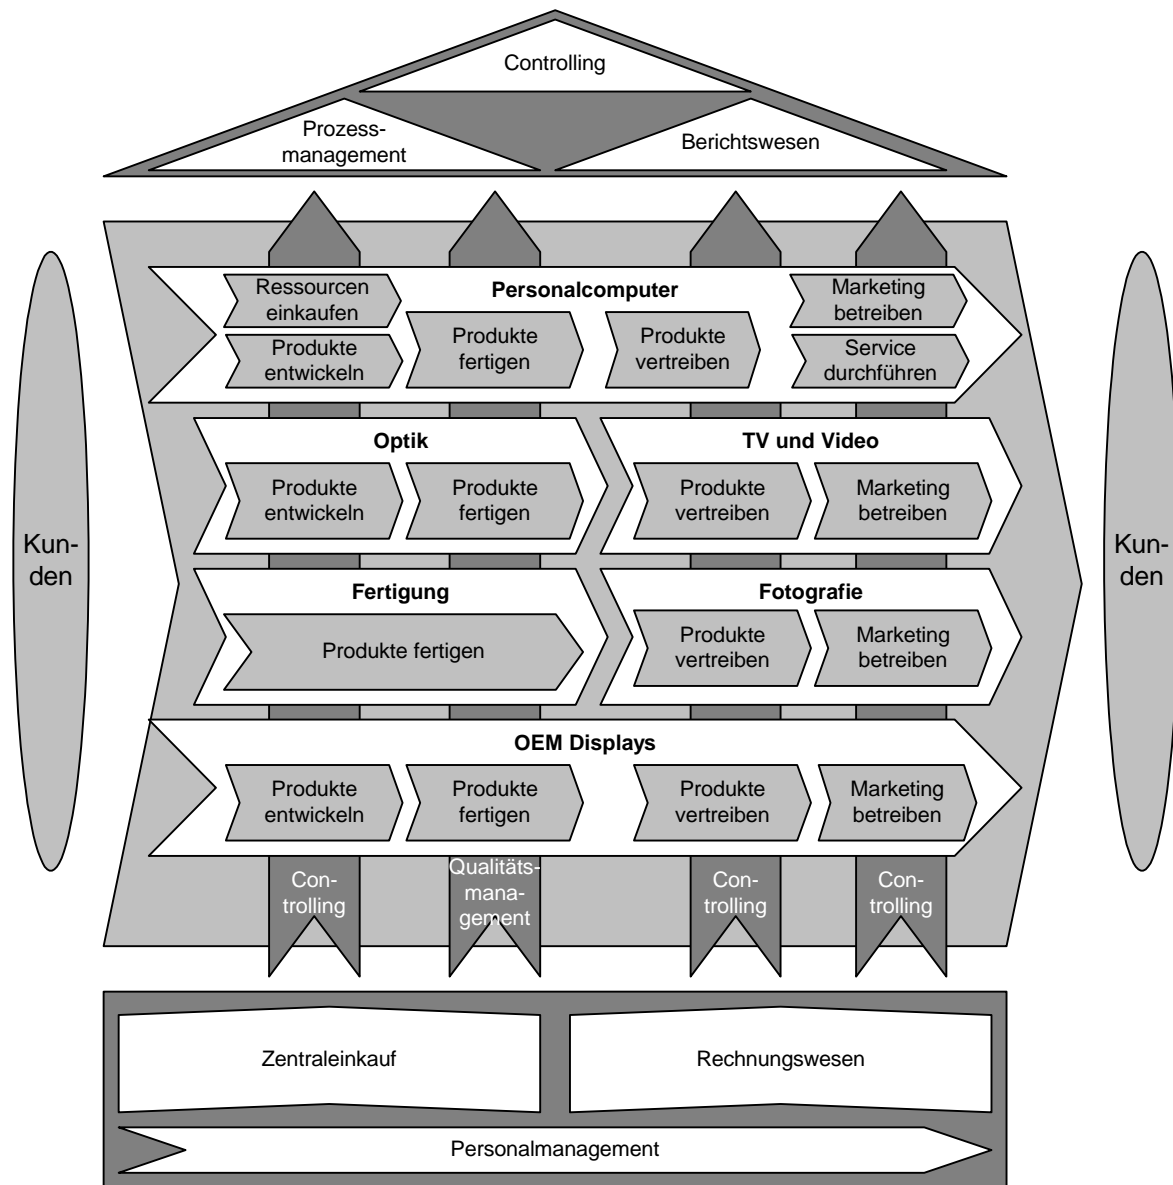 Controlling
Prozess-
management
Berichtswesen
Kun-
den
Personalcomputer
Ressourcen
einkaufen
Produkte
entwickeln
Produkte
fertigen
Produkte
vertreiben
Marketing
betreiben
Service
durchführen
Optik
Produkte
entwickeln
Produkte
fertigen
TV und Video
Produkte
vertreiben
Marketing
betreiben
Fertigung
Produkte fertigen
Fotografie
Produkte
vertreiben
Marketing
betreiben
OEM Displays
Produkte
entwickeln
Produkte
fertigen
Produkte
vertreiben
Marketing
betreiben
Con-
trolling
Qualitäts-
mana-
gement
Con-
trolling
Con-
trolling
Kun-
den
Zentraleinkauf
Rechnungswesen
Personalmanagement